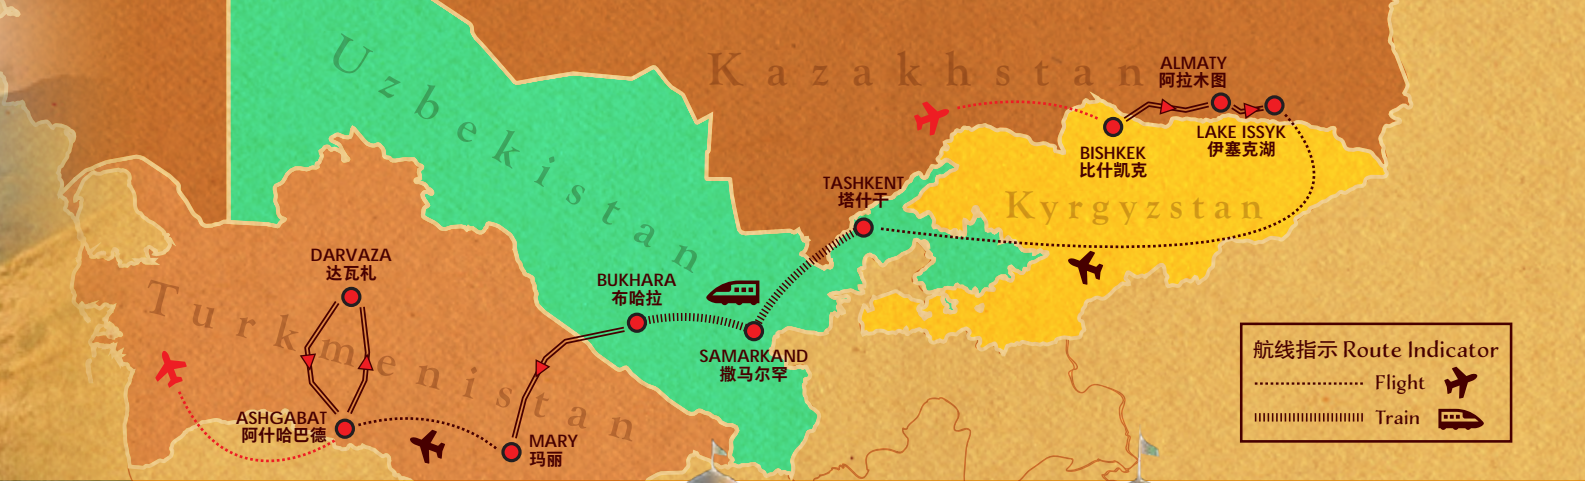 Uzbekistan
Kazakhstan
ALMATY
阿拉木图
LAKE ISSYK
伊塞克湖
BISHKEK
比什凯克
TASHKENT
塔什干
Kyrgyzstan
DARVAZA
达瓦札
BUKHARA
布哈拉
Turkmenistan
SAMARKAND
撒马尔罕
ASHGABAT
阿什哈巴德
MARY
玛丽
航线指示 Route Indicator
Flight
Train